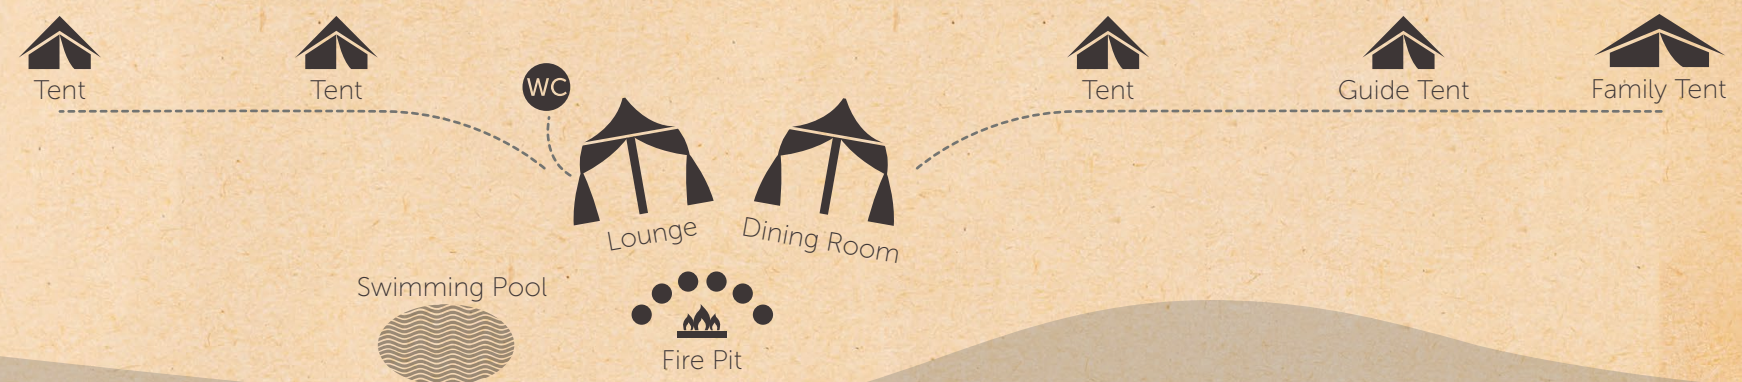 Tent
Tent
WC
Tent
Guide Tent
Family Tent
Lounge
Dining Room
Swimming Pool
Fire Pit